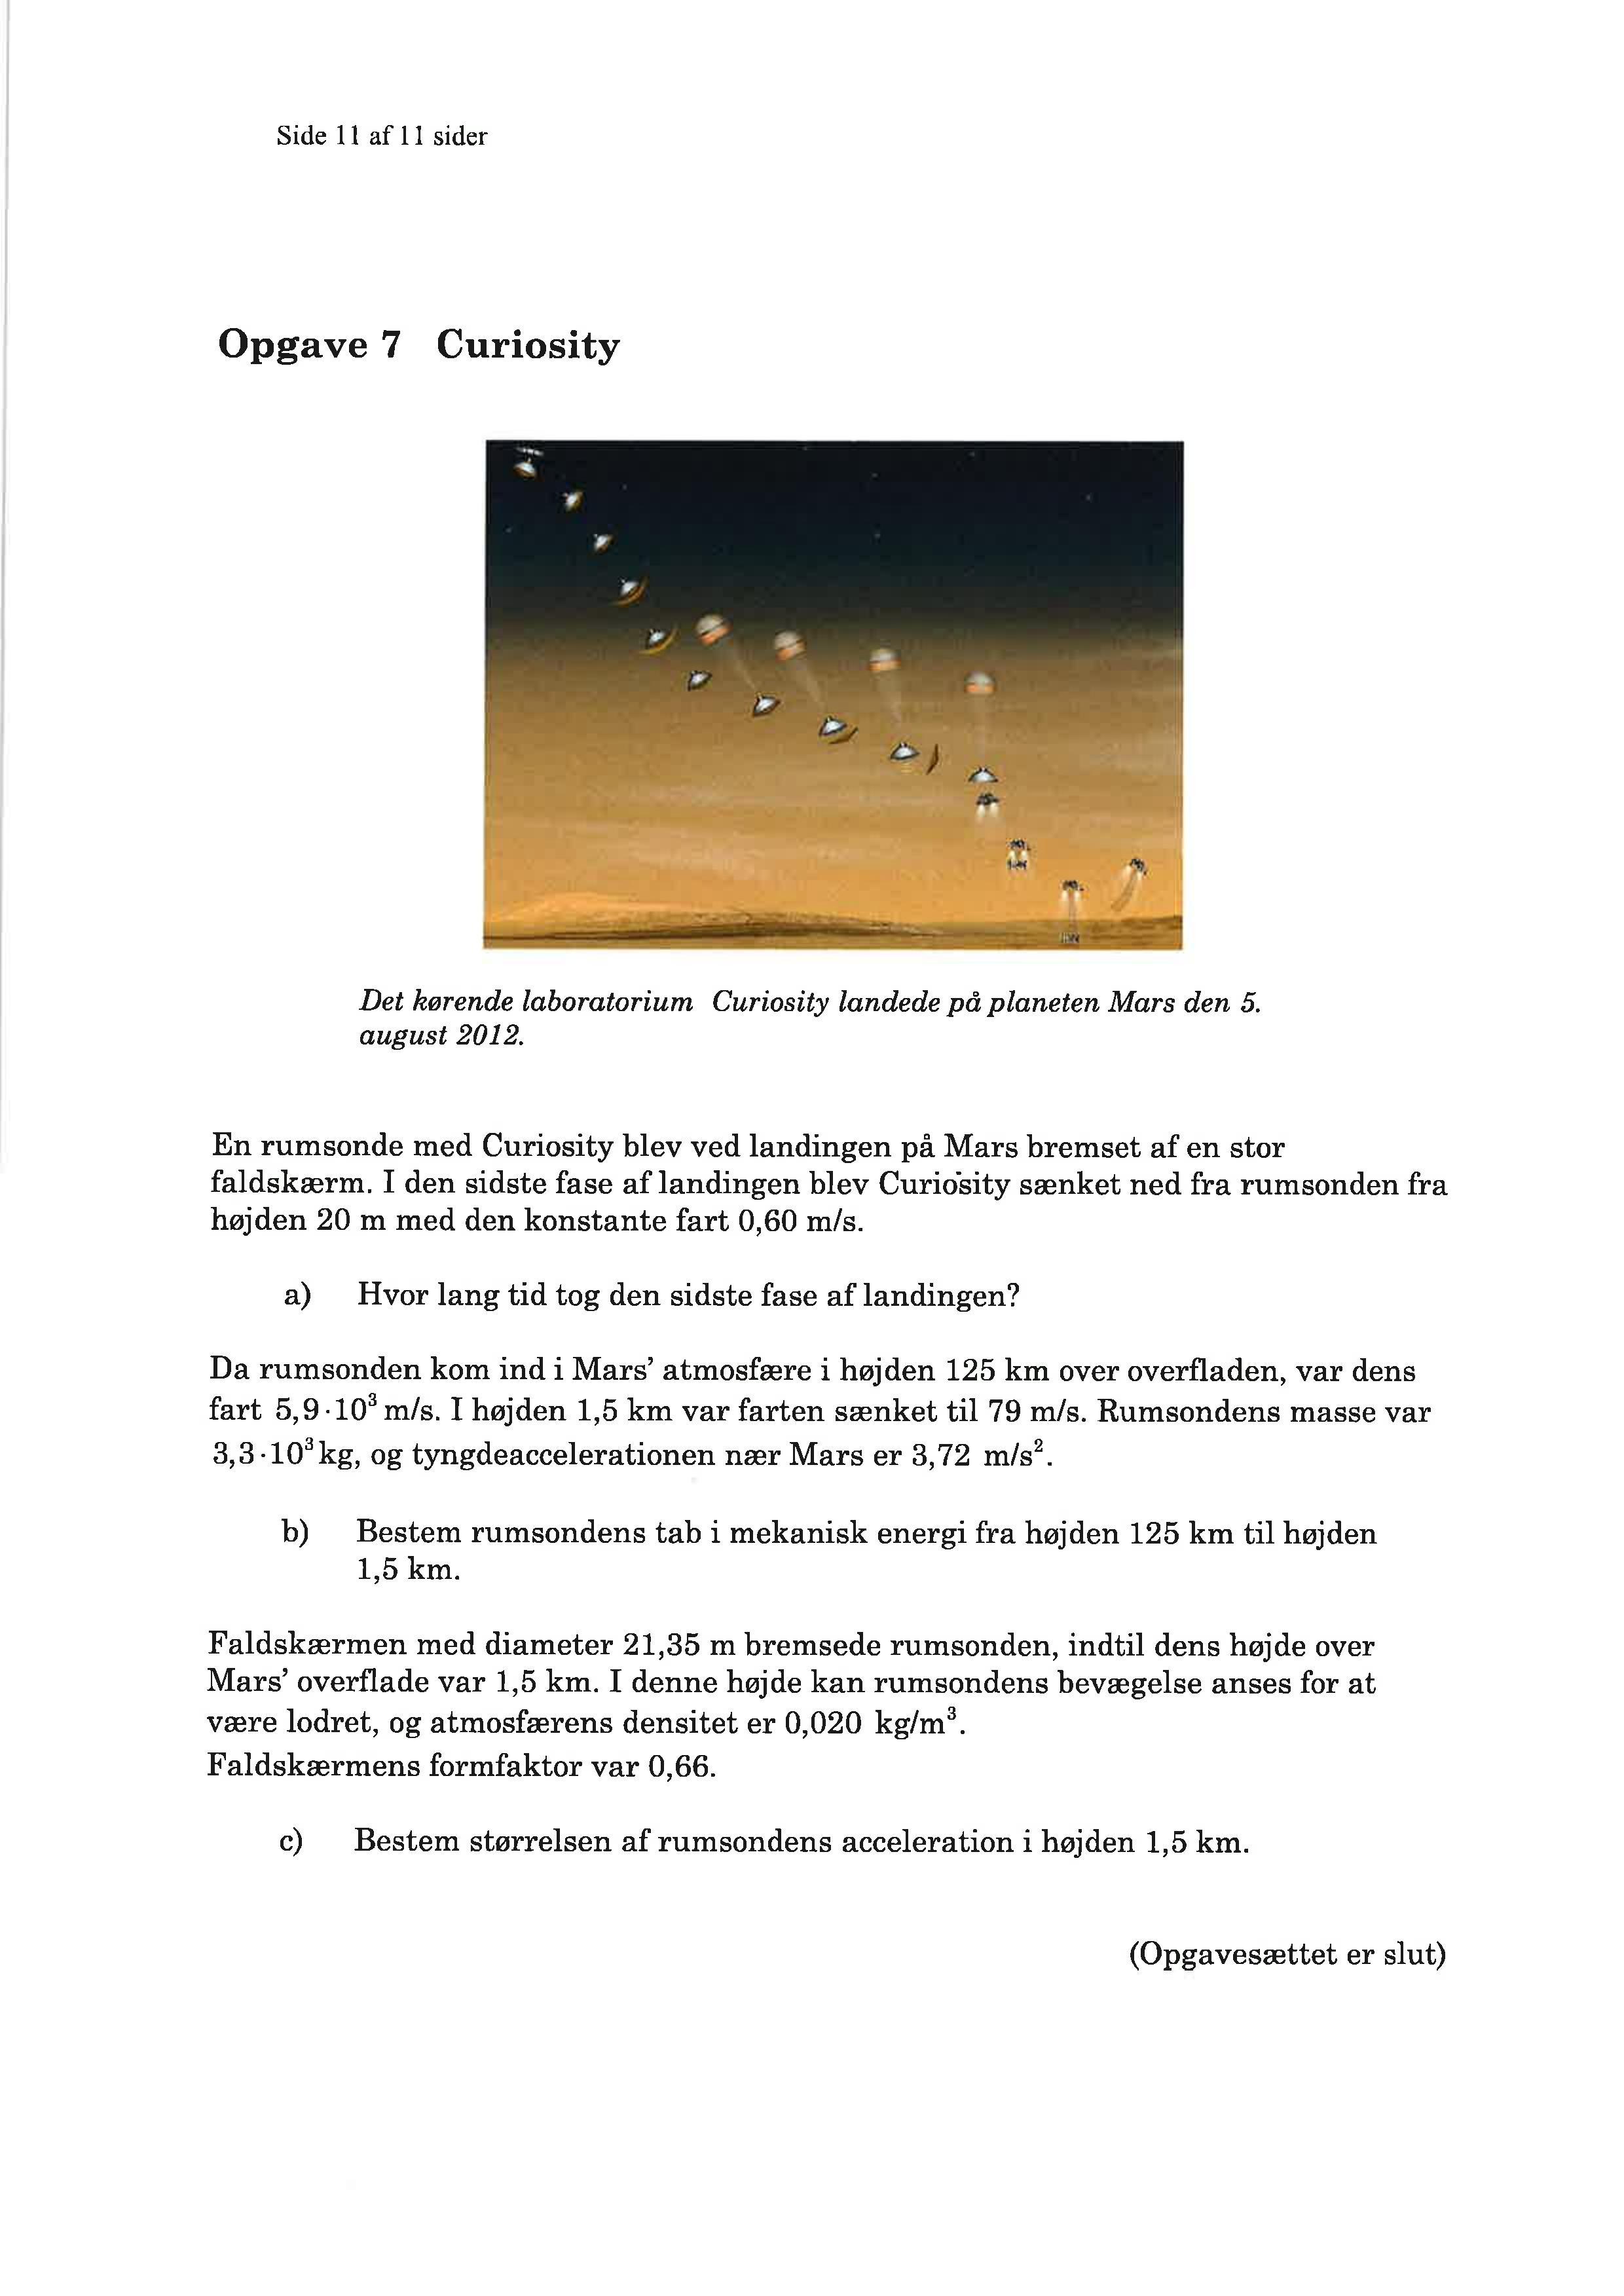 Side 11 af 11 sider
Opgave 7 Curiosity
Det kørende laboratorium Curiosity landede på planeten Mars den 5.
august 2012.
En rumsonde med Curiosity blev ved landingen på Mars bremset af en stor
faldskærm. I den sidste fase af landingen blev Curiosity sænket ned fra rumsonden fra
højden 20 m med den konstante fart 0,60 m/s.
a) Hvor lang tid tog den sidste fase af landingen?
Da rumsonden kom ind i Mars' atmosfære i højden 125 km over overfladen, var dens
fart 5,9·10³ m/s. I højden 1,5 km var farten sænket til 79 m/s. Rumsondens masse var
3,3·10³ kg, og tyngdeaccelerationen nær Mars er 3,72 m/s².
b) Bestem rumsondens tab i mekanisk energi fra højden 125 km til højden
1,5 km.
Faldskærmen med diameter 21,35 m bremsede rumsonden, indtil dens højde over
Mars' overflade var 1,5 km. I denne højde kan rumsondens bevægelse anses for at
være lodret, og atmosfærens densitet er 0,020 kg/m³.
Faldskærmens formfaktor var 0,66.
c) Bestem størrelsen af rumsondens acceleration i højden 1,5 km.
(Opgavesættet er slut)